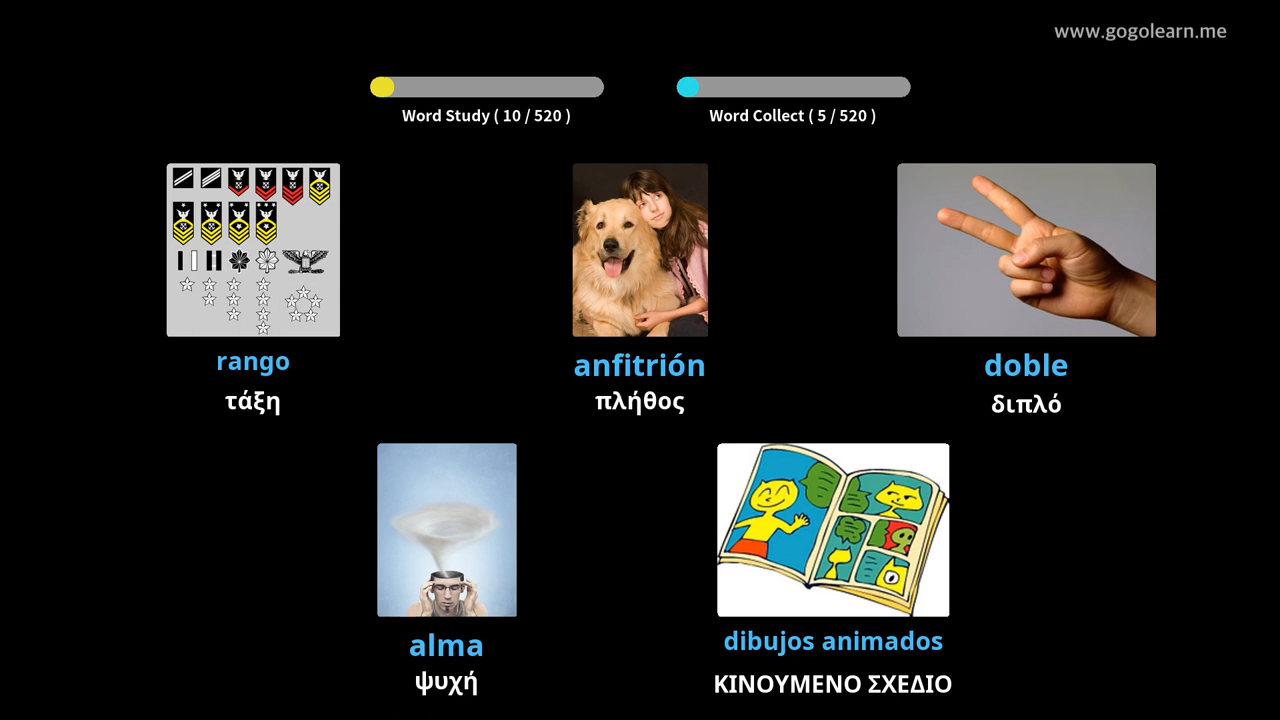 www.gogolearn.me
Word Study ( 10 / 520 )
Word Collect ( 5 / 520 )
rango
anfitrión
doble
τάξη
πλήθος
διπλό
alma
dibujos animados
ψυχή
ΚΙΝΟΥΜΕΝΟ ΣΧΕΔΙΟ